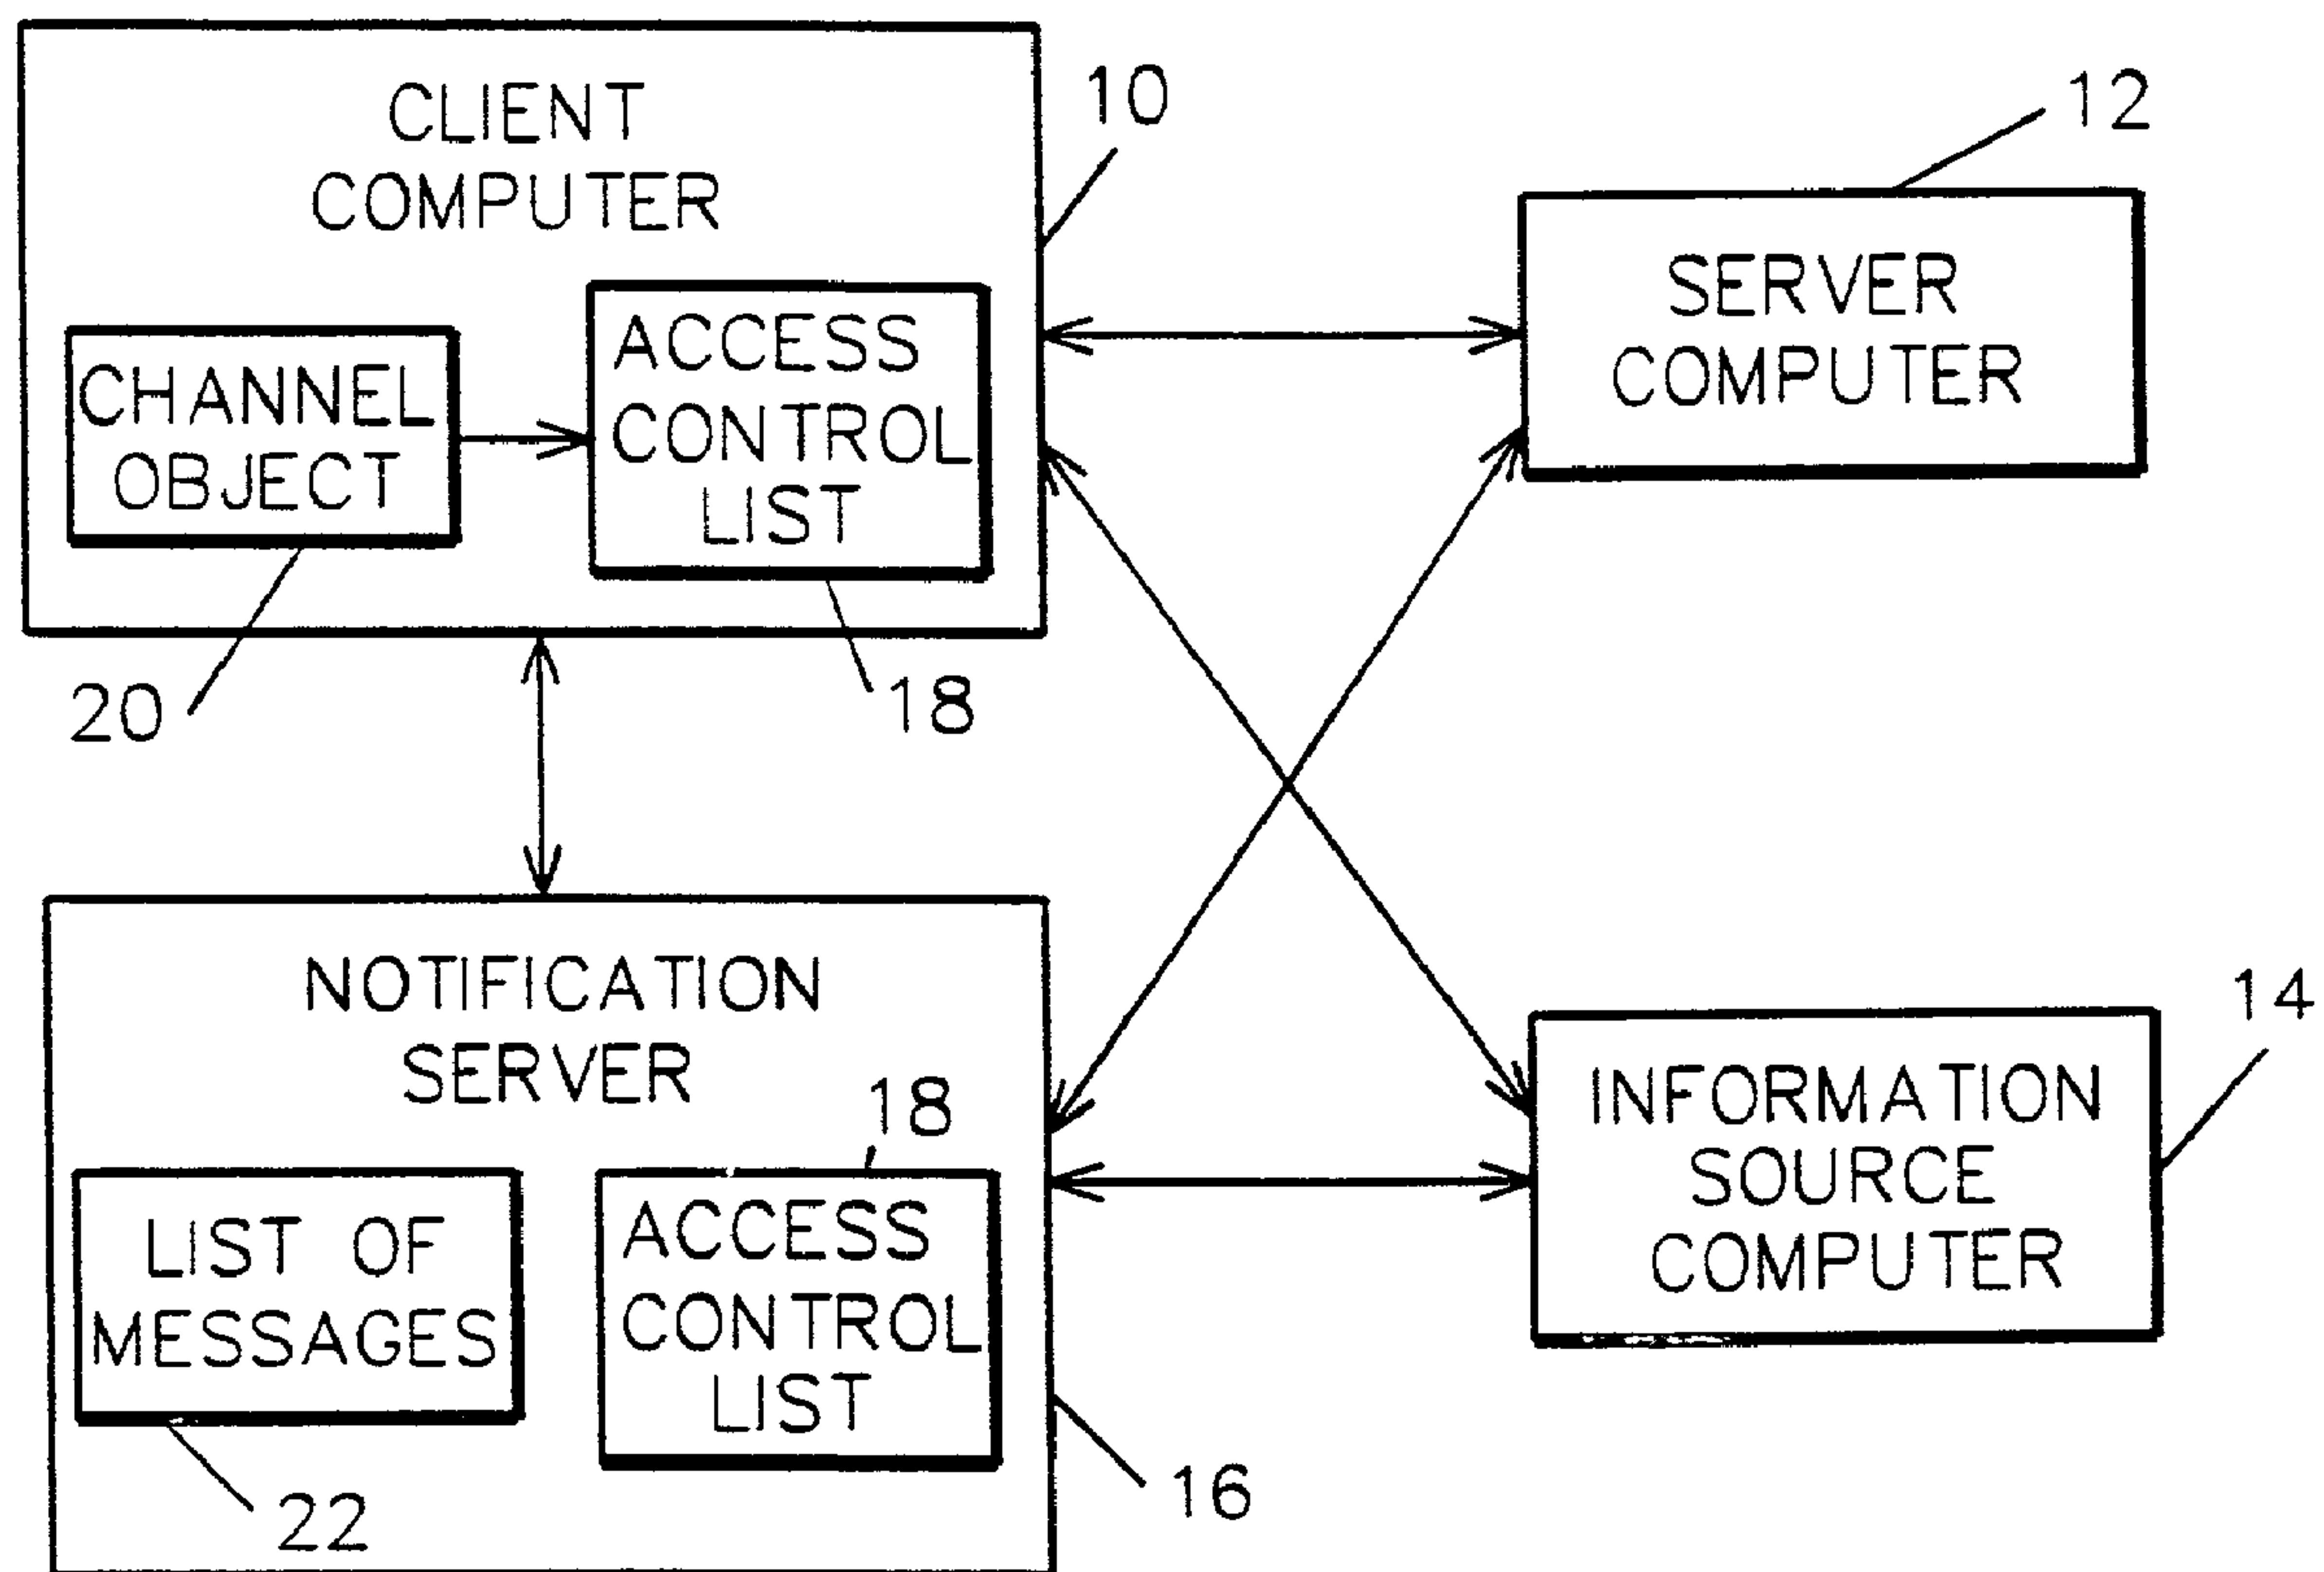 CLIENT
COMPUTER
10
12
SERVER
COMPUTER
CHANNEL
OBJECT
ACCESS
CONTROL
LIST
20
18
NOTIFICATION
SERVER
18
LIST OF
MESSAGES
ACCESS
CONTROL
LIST
22
16
14
INFORMATION
SOURCE
COMPUTER